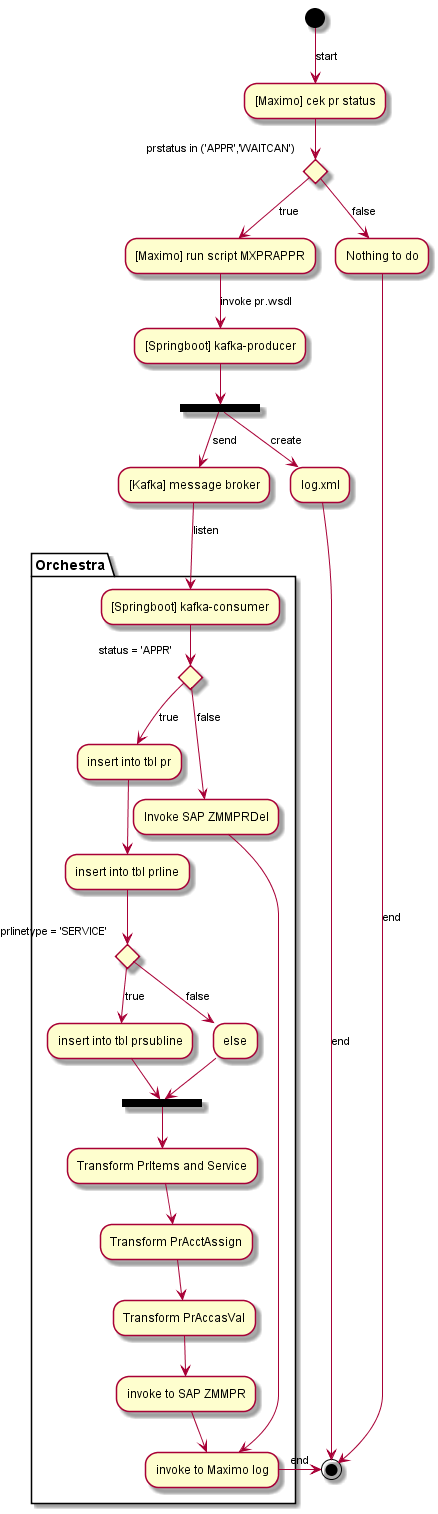 start
[Maximo] cek pr status
prstatus in ('APPR','WAITCAN')
true
false
[Maximo] run script MXPRAPPR
Nothing to do
invoke pr.wsdl
[Springboot] kafka-producer
send
create
[Kafka] message broker
log.xml
listen
Orchestra
[Springboot] kafka-consumer
status = 'APPR'
true
false
insert into tbl pr
Invoke SAP ZMMPRDel
insert into tbl prline
end
prlinetype = 'SERVICE'
true
false
insert into tbl prsubline
else
end
Transform PrItems and Service
Transform PrAcctAssign
Transform PrAccasVal
invoke to SAP ZMMPR
invoke to Maximo log
end